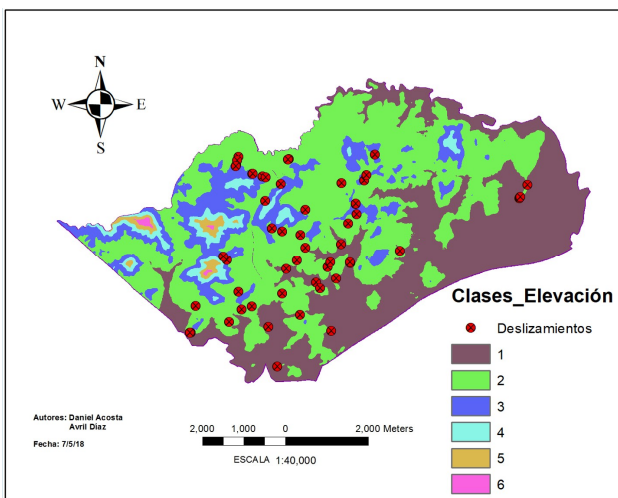 N
W E
S
Clases_Elevación
Deslizamientos
1
2
3
4
5
6
Autores: Daniel Acosta
Avril Diaz
Fecha: 7/5/18
2,000 1,000 0 2,000 Meters
ESCALA 1:40,000